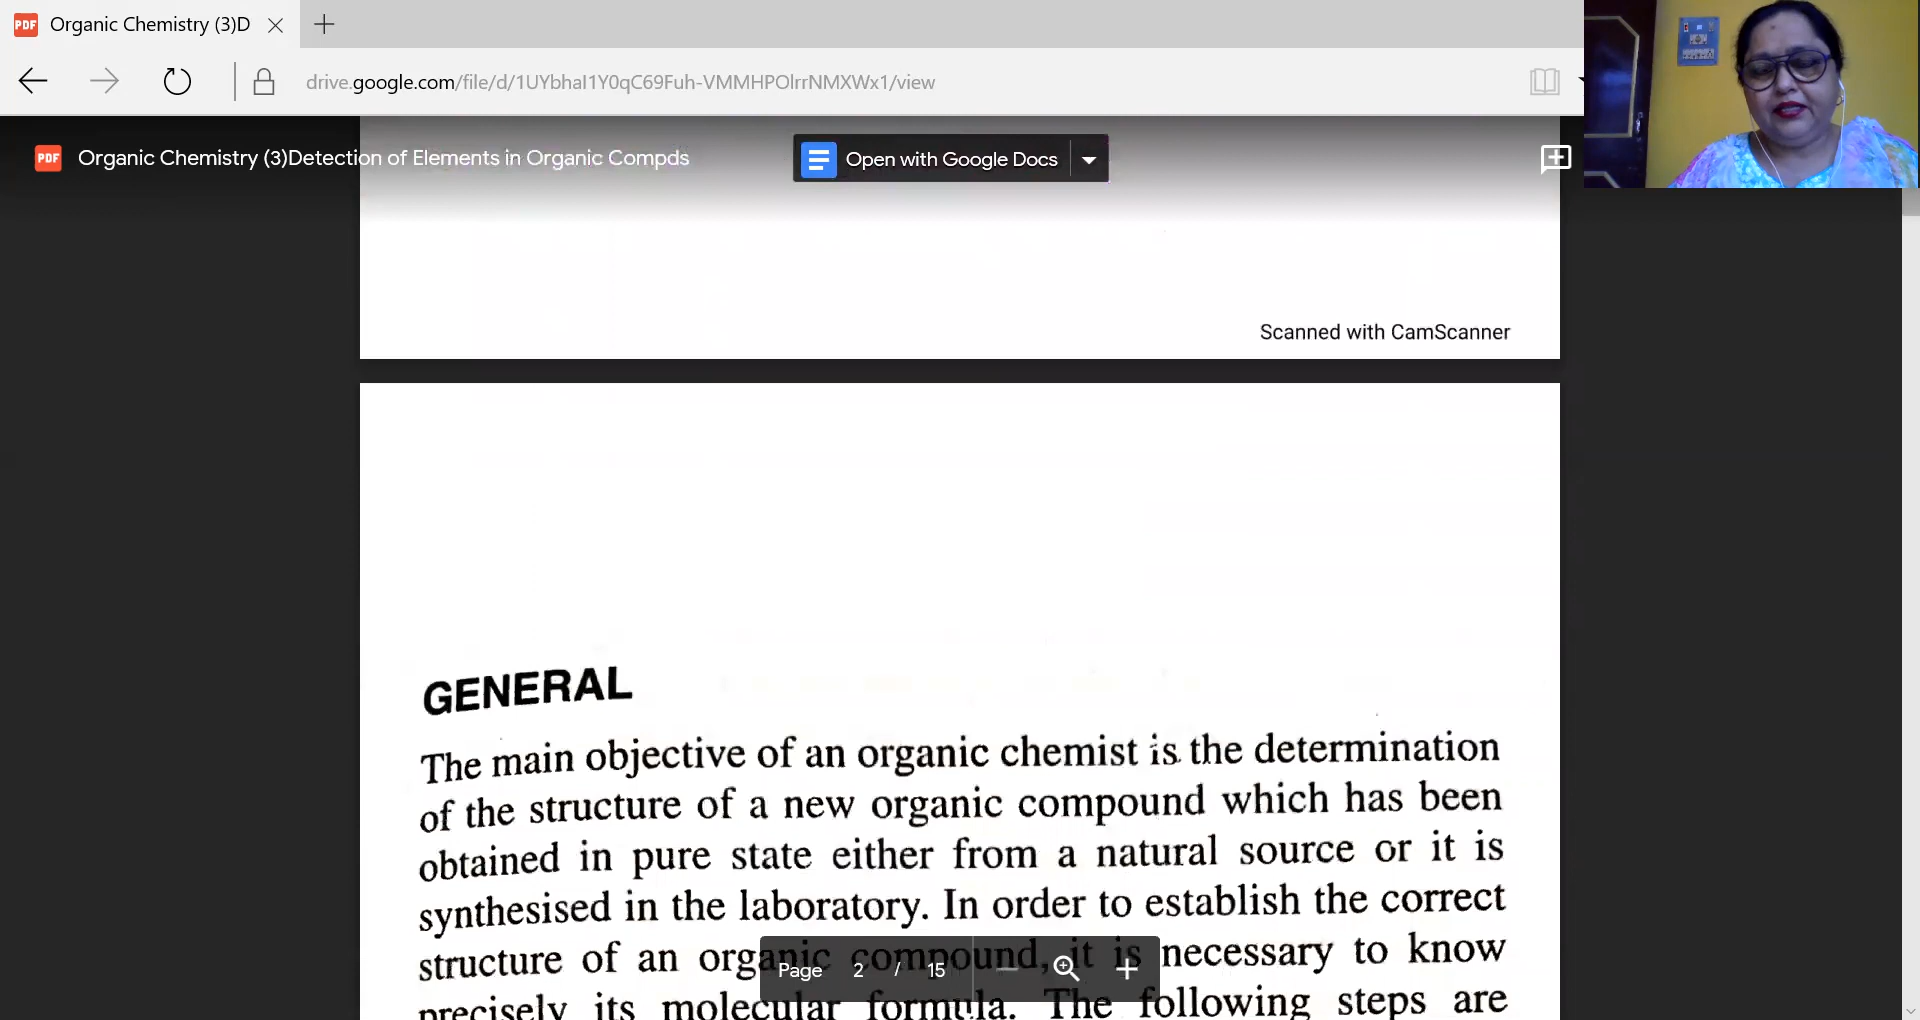 PDF Organic Chemistry (3)D
drive.google.com/file/d/1UYbhaI1Y0qC69Fuh-VMMHPOlrrNMXWx1/view
PDF Organic Chemistry (3)Detection of Elements in Organic Compds
Open with Google Docs
Scanned with CamScanner
GENERAL
The main objective of an organic chemist is the determination
of the structure of a new organic compound which has been
obtained in pure state either from a natural source or it is
synthesised in the laboratory. In order to establish the correct
structure of an organic compound, it is necessary to know
precisely its molecular formula. The following steps are
Page 2 / 15